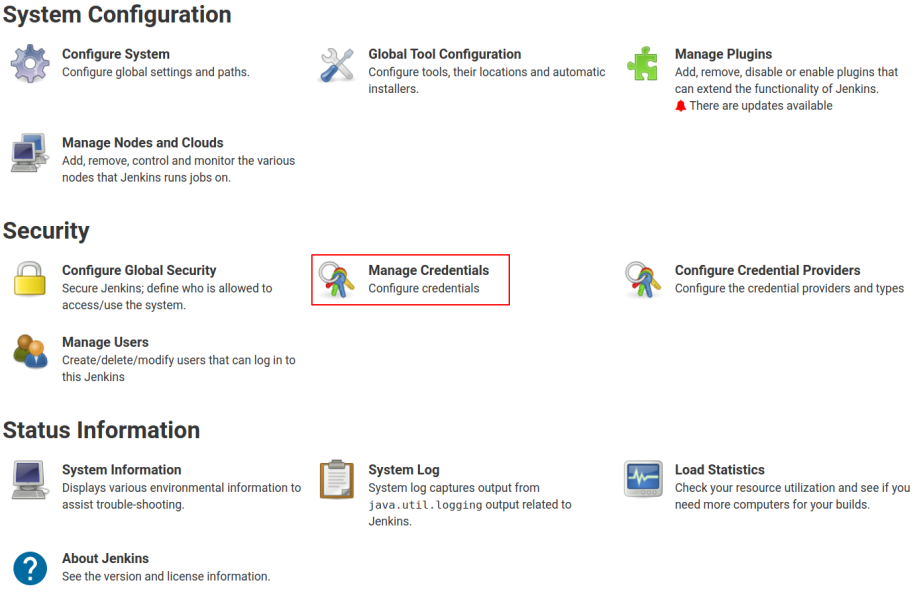 System Configuration
Configure System
Configure global settings and paths.
Global Tool Configuration
Configure tools, their locations and automatic
installers.
Manage Plugins
Add, remove, disable or enable plugins that
can extend the functionality of Jenkins.
There are updates available
Manage Nodes and Clouds
Add, remove, control and monitor the various
nodes that Jenkins runs jobs on.
Security
Configure Global Security
Secure Jenkins; define who is allowed to
access/use the system.
Manage Credentials
Configure credentials
Configure Credential Providers
Configure the credential providers and types
Manage Users
Create/delete/modify users that can log in to
this Jenkins
Status Information
System Information
Displays various environmental information to
assist trouble-shooting.
System Log
System log captures output from
java.util.logging output related to
Jenkins.
Load Statistics
Check your resource utilization and see if you
need more computers for your builds.
?
About Jenkins
See the version and license information.